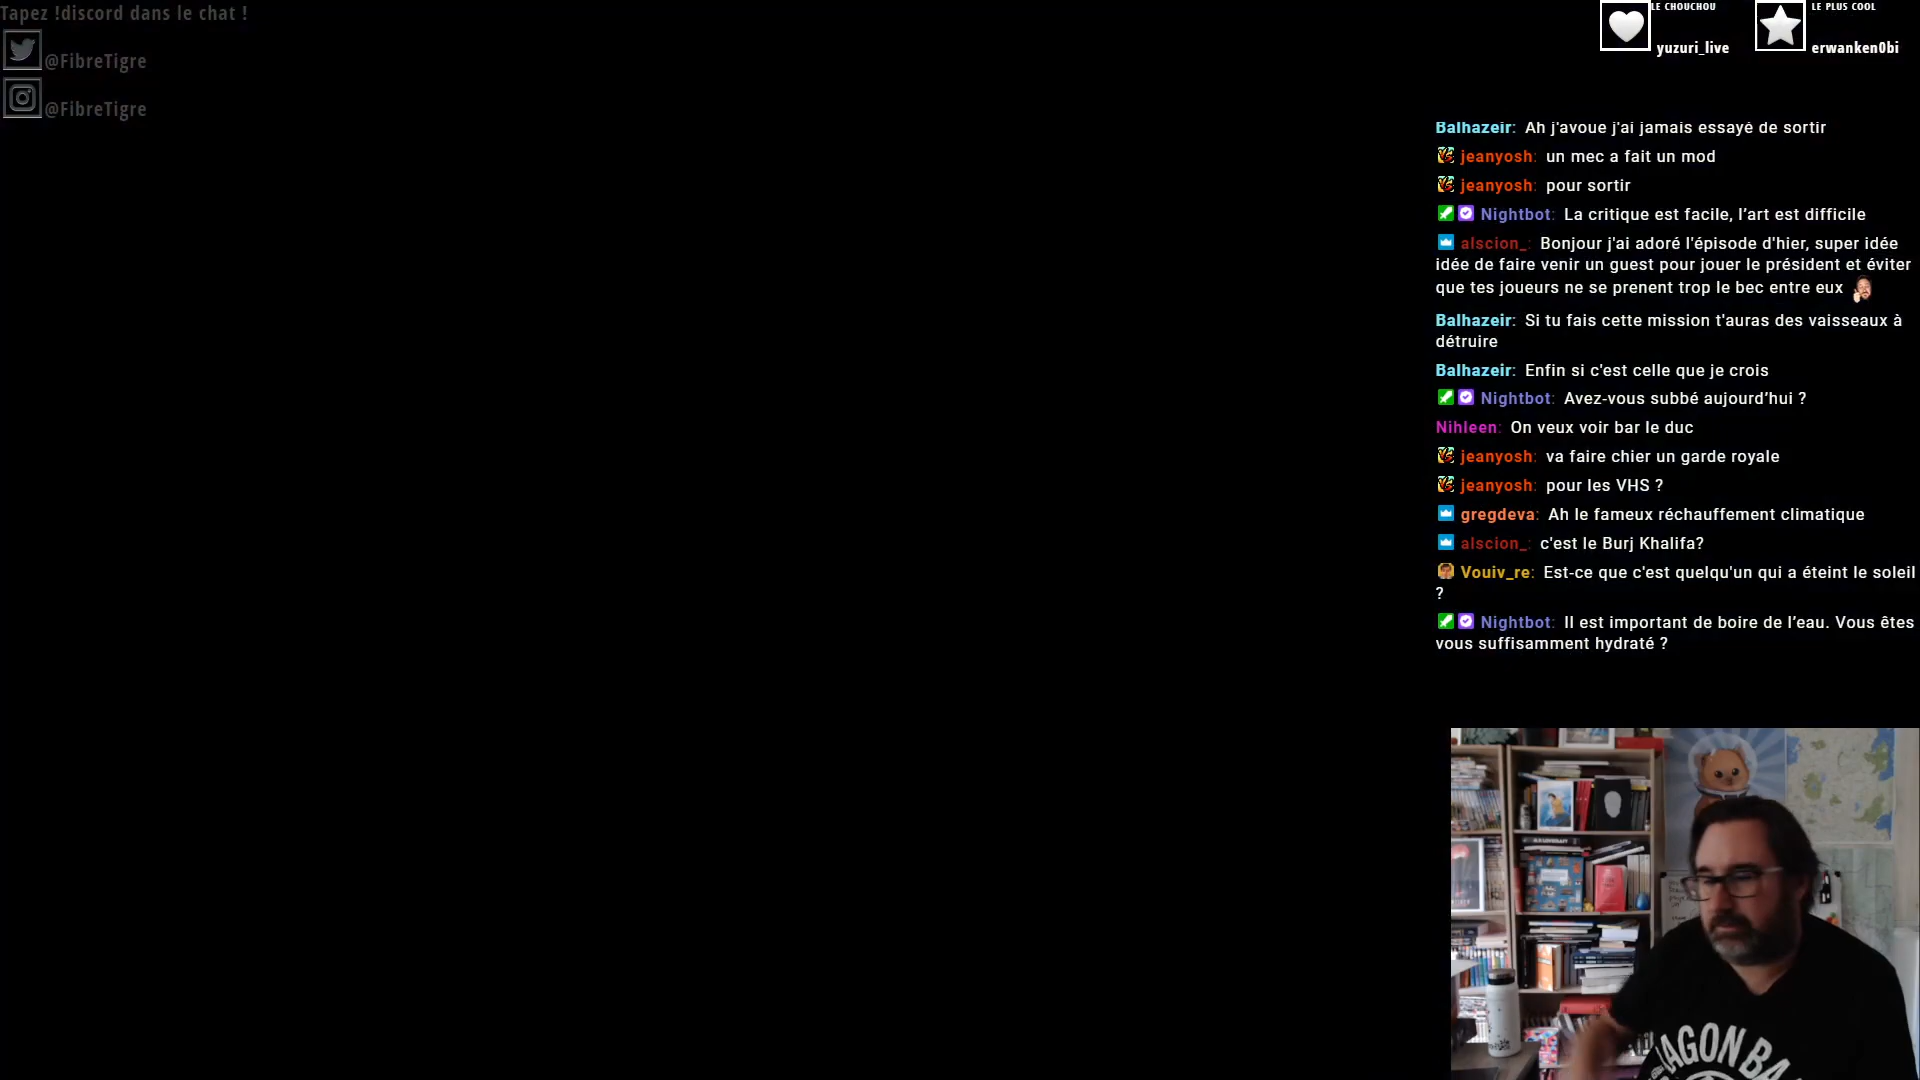 Tapez !discord dans le chat !
@FibreTigre
@FibreTigre
LE CHOUCHOU
yuzuri_live
LE PLUS COOL
erwanken0bi
Balhazeir: Ah j'avoue j'ai jamais essayé de sortir
jeanyosh: un mec a fait un mod
jeanyosh: pour sortir
Nightbot: La critique est facile, l’art est difficile
alscion_: Bonjour j'ai adoré l'épisode d'hier, super idée
idée de faire venir un guest pour jouer le président et éviter
que tes joueurs ne se prenent trop le bec entre eux
Balhazeir: Si tu fais cette mission t'auras des vaisseaux à
détruire
Balhazeir: Enfin si c'est celle que je crois
Nightbot: Avez-vous subbé aujourd’hui ?
Nihleen: On veux voir bar le duc
jeanyosh: va faire chier un garde royale
jeanyosh: pour les VHS ?
gregdeva: Ah le fameux réchauffement climatique
alscion_: c'est le Burj Khalifa?
Vouiv_re: Est-ce que c'est quelqu'un qui a éteint le soleil
?
Nightbot: Il est important de boire de l’eau. Vous êtes
vous suffisamment hydraté ?